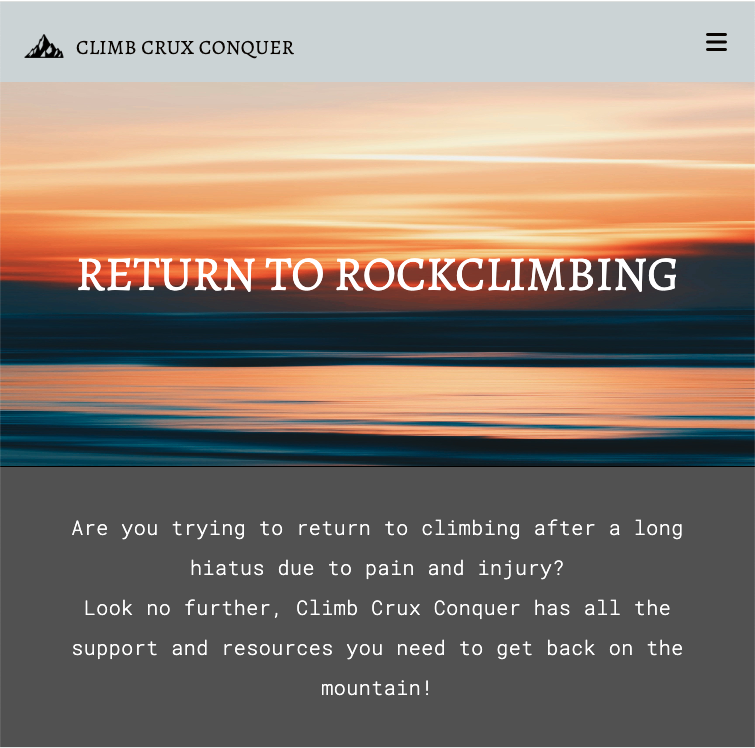 CLIMB CRUX CONQUER
RETURN TO ROCKCLIMBING
Are you trying to return to climbing after a long
hiatus due to pain and injury?
Look no further, Climb Crux Conquer has all the
support and resources you need to get back on the
mountain!